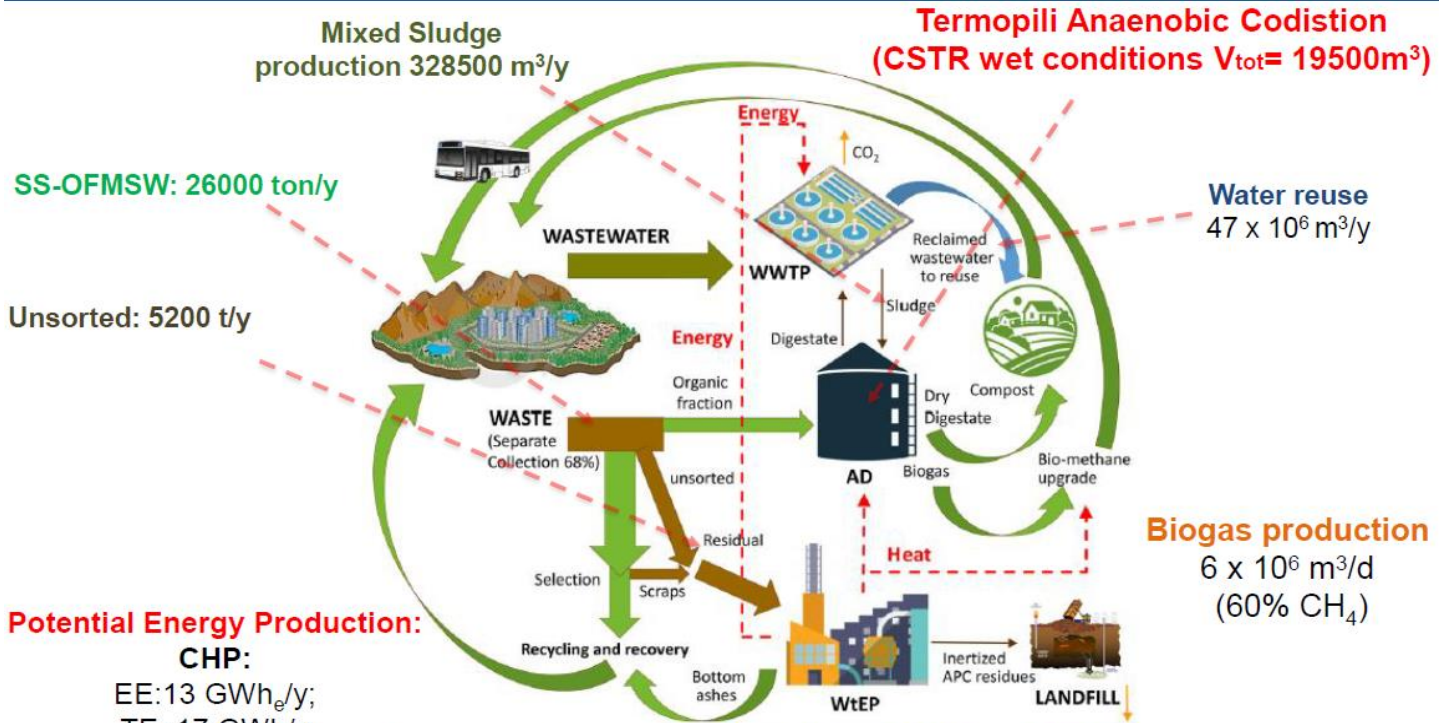 Mixed Sludge
production 328500 m³/y
Termopili Anaenobic Codistion
(CSTR wet conditions Vtot= 19500m³)
SS-OFMSW: 26000 ton/y
Unsorted: 5200 t/y
Water reuse
47 x 10⁶ m³/y
Energy
CO₂
WASTEWATER
WWTP
Reclaimed
wastewater
to reuse
Sludge
Digestate
Energy
Organic
fraction
Compost
Dry
Digestate
WASTE
(Separate
Collection 68%)
unsorted
AD
Biogas
Bio-methane
upgrade
Residual
Heat
Selection
Scraps
Biogas production
6 x 10⁶ m³/d
(60% CH₄)
Potential Energy Production:
CHP:
EE:13 GWhe/y;
Recycling and recovery
Bottom
ashes
WtEP
Inertized
APC residues
LANDFILL